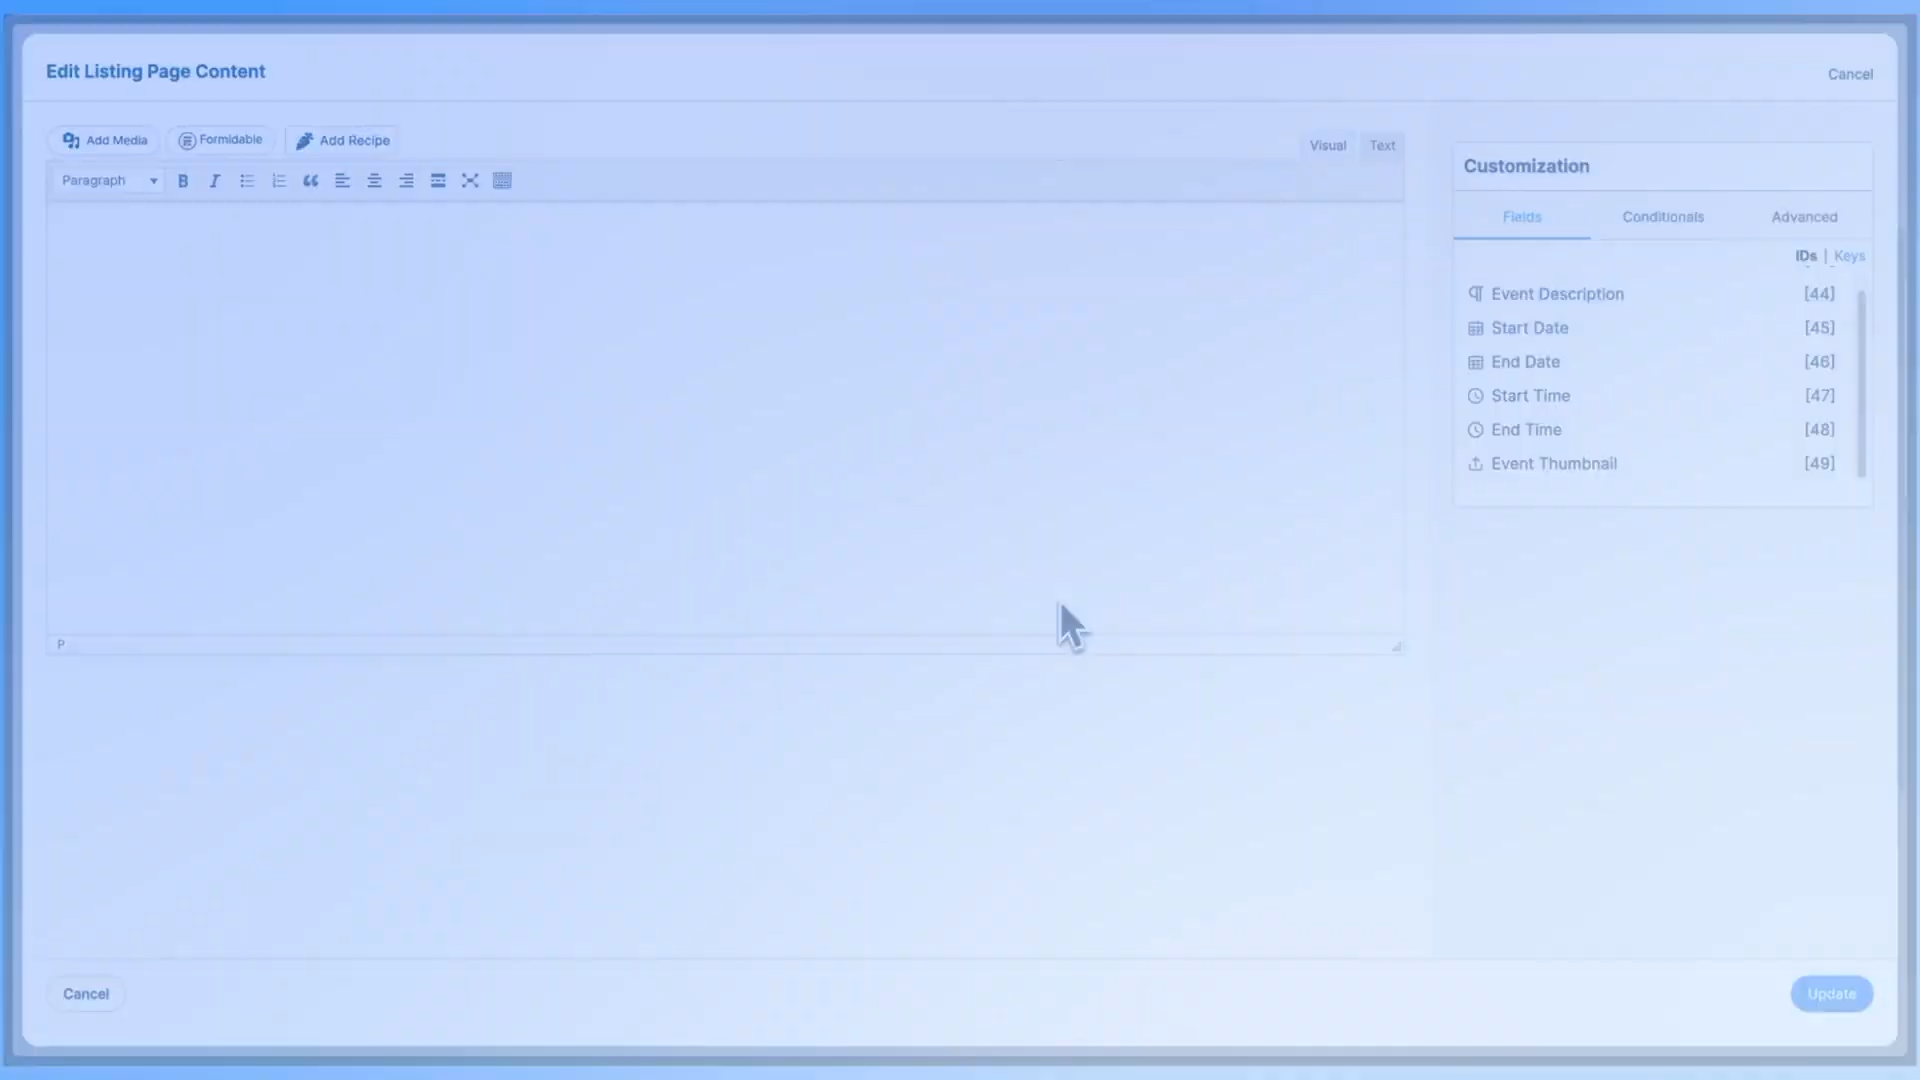 Edit Listing Page Content
Cancel
Add Media
Formidable
Add Recipe
Visual
Text
Paragraph
Customization
Fields
Conditionals
Advanced
IDs | Keys
Event Description [44]
Start Date [45]
End Date [46]
Start Time [47]
End Time [48]
Event Thumbnail [49]
P
Cancel
Update